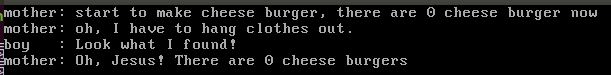 mother: start to make cheese burger, there are 0 cheese burger now
mother: oh, I have to hang clothes out.
boy   : Look what I found!
mother: Oh, Jesus! There are 0 cheese burgers